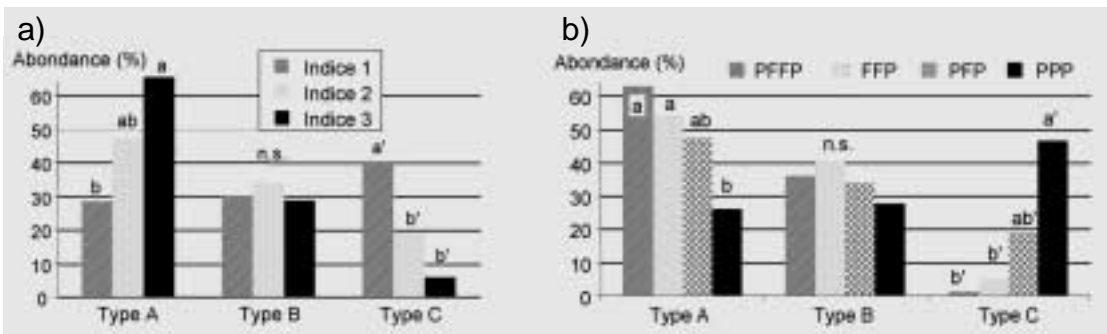 a)
Abondance (%)
Indice 1
Indice 2
Indice 3
60
50
40
30
20
10
0
b
ab
a
n.s.
a'
b'
b'
Type A
Type B
Type C
b)
Abondance (%)
PFFP
FFP
PFP
PPP
60
50
40
30
20
10
0
a
a
ab
b
n.s.
b'
b'
ab'
a'
Type A
Type B
Type C